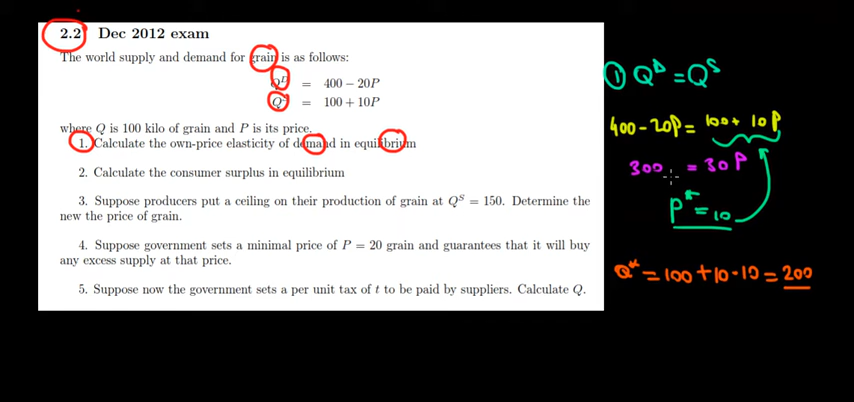 2.2 Dec 2012 exam
The world supply and demand for grain is as follows:
Q^D = 400 − 20P
Q^S = 100 + 10P
where Q is 100 kilo of grain and P is its price.
1. Calculate the own-price elasticity of demand in equilibrium
2. Calculate the consumer surplus in equilibrium
3. Suppose producers put a ceiling on their production of grain at Q^S = 150. Determine the
new the price of grain.
4. Suppose government sets a minimal price of P = 20 grain and guarantees that it will buy
any excess supply at that price.
5. Suppose now the government sets a per unit tax of t to be paid by suppliers. Calculate Q.
① Q^D = Q^S
400 - 20P = 100 + 10P
300 = 30P
P* = 10
Q* = 100 + 10·10 = 200